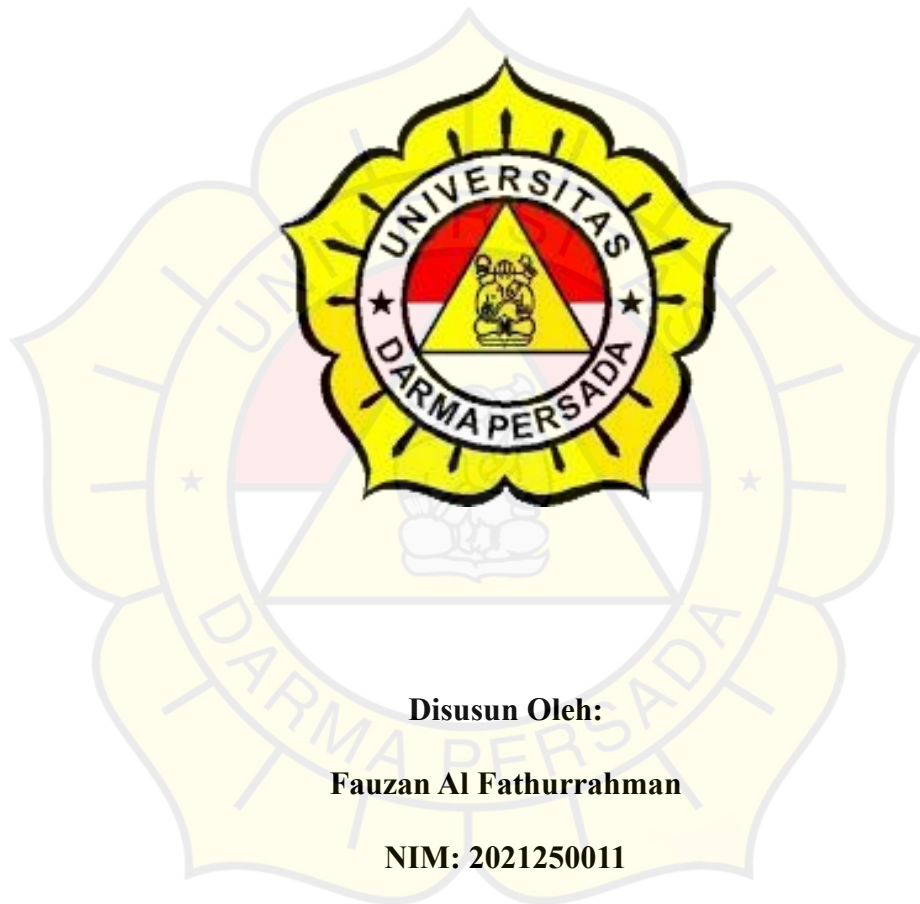 UNIVERSITAS
DARMA PERSADA
Disusun Oleh:
Fauzan Al Fathurrahman
NIM: 2021250011